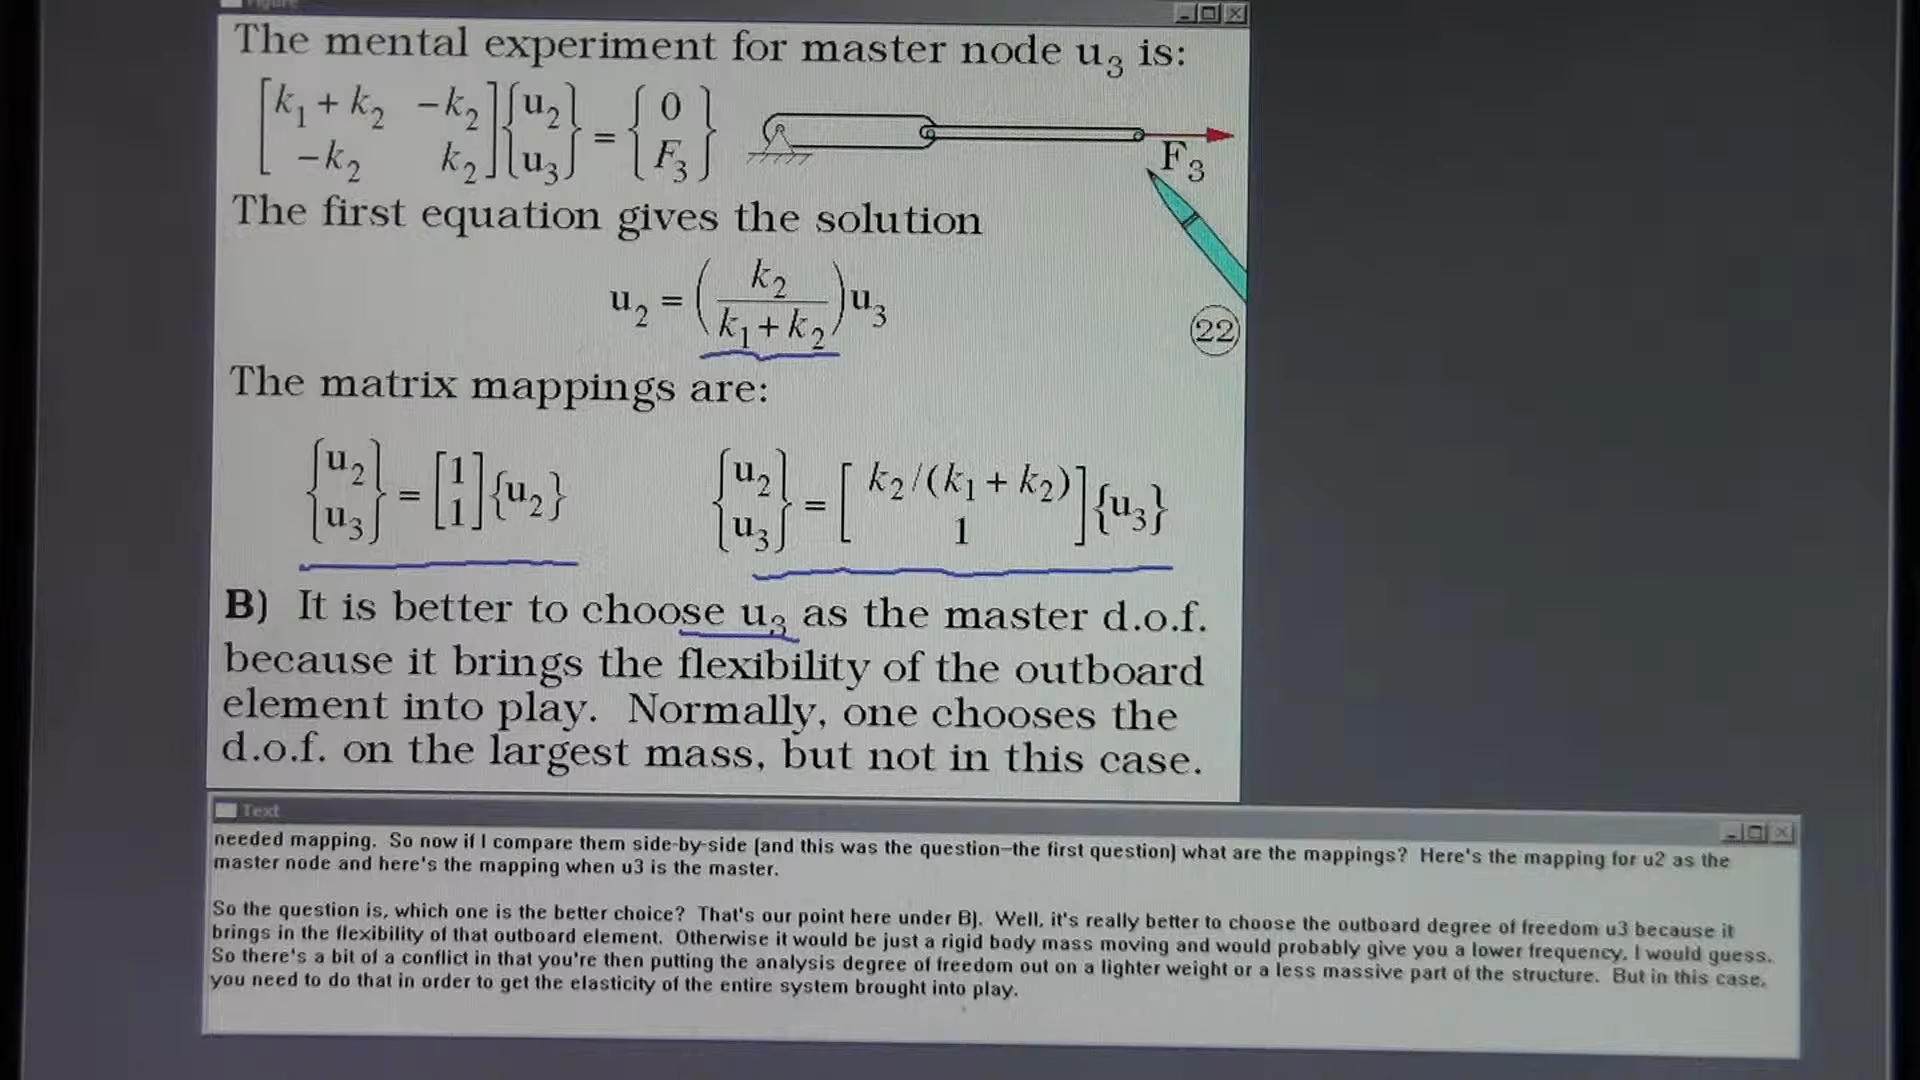 Figure
The mental experiment for master node u₃ is:
[k₁ + k₂ −k₂; −k₂ k₂]{u₂; u₃} = {0; F₃}
F₃
The first equation gives the solution
u₂ = (k₂/(k₁ + k₂))u₃
22
The matrix mappings are:
{u₂; u₃} = [1; 1]{u₂} {u₂; u₃} = [k₂/(k₁ + k₂); 1]{u₃}
B) It is better to choose u₃ as the master d.o.f.
because it brings the flexibility of the outboard
element into play. Normally, one chooses the
d.o.f. on the largest mass, but not in this case.
Text
needed mapping. So now if I compare them side-by-side (and this was the question—the first question) what are the mappings? Here's the mapping for u2 as the
master node and here's the mapping when u3 is the master.
So the question is, which one is the better choice? That's our point here under B). Well, it's really better to choose the outboard degree of freedom u3 because it
brings in the flexibility of that outboard element. Otherwise it would be just a rigid body mass moving and would probably give you a lower frequency, I would guess.
So there's a bit of a conflict in that you're then putting the analysis degree of freedom out on a lighter weight or a less massive part of the structure. But in this case,
you need to do that in order to get the elasticity of the entire system brought into play.